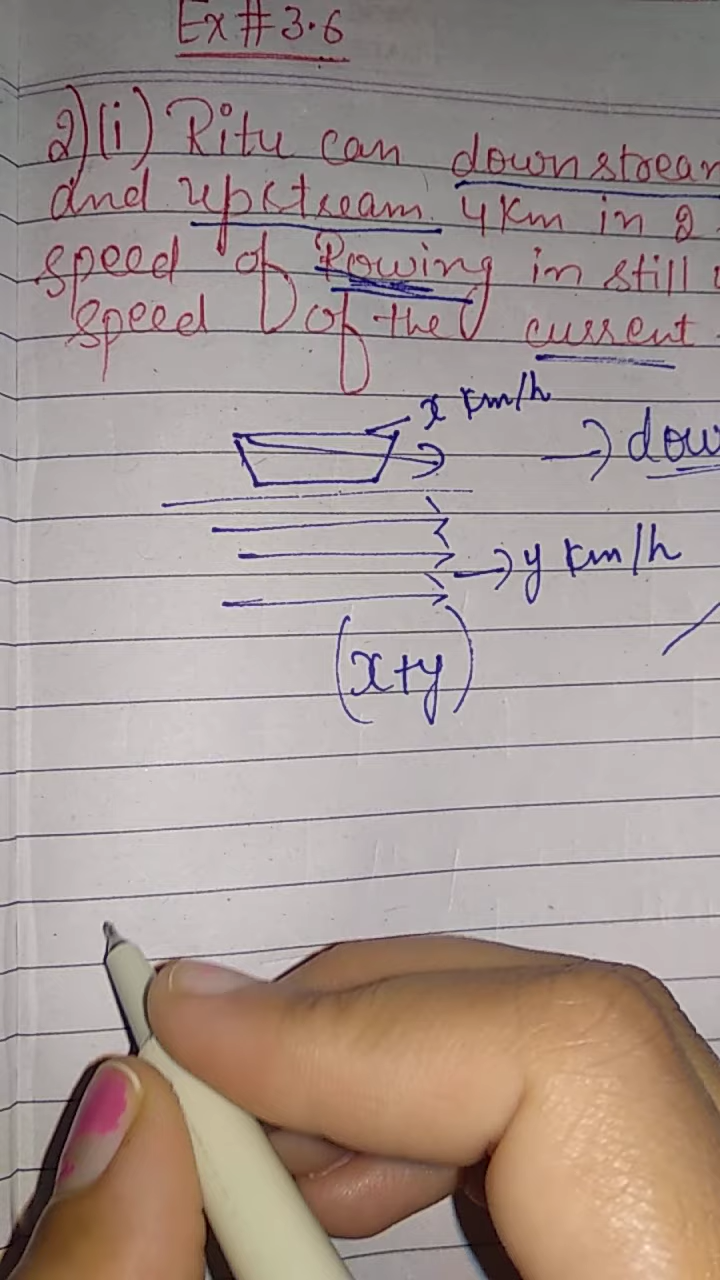 Ex # 3.6
2)(i) Ritu can downstream
and upstream 4 km in 2
speed of Rowing in still
speed of the current
x km/h
→ dow
→ y km/h
(x+y)